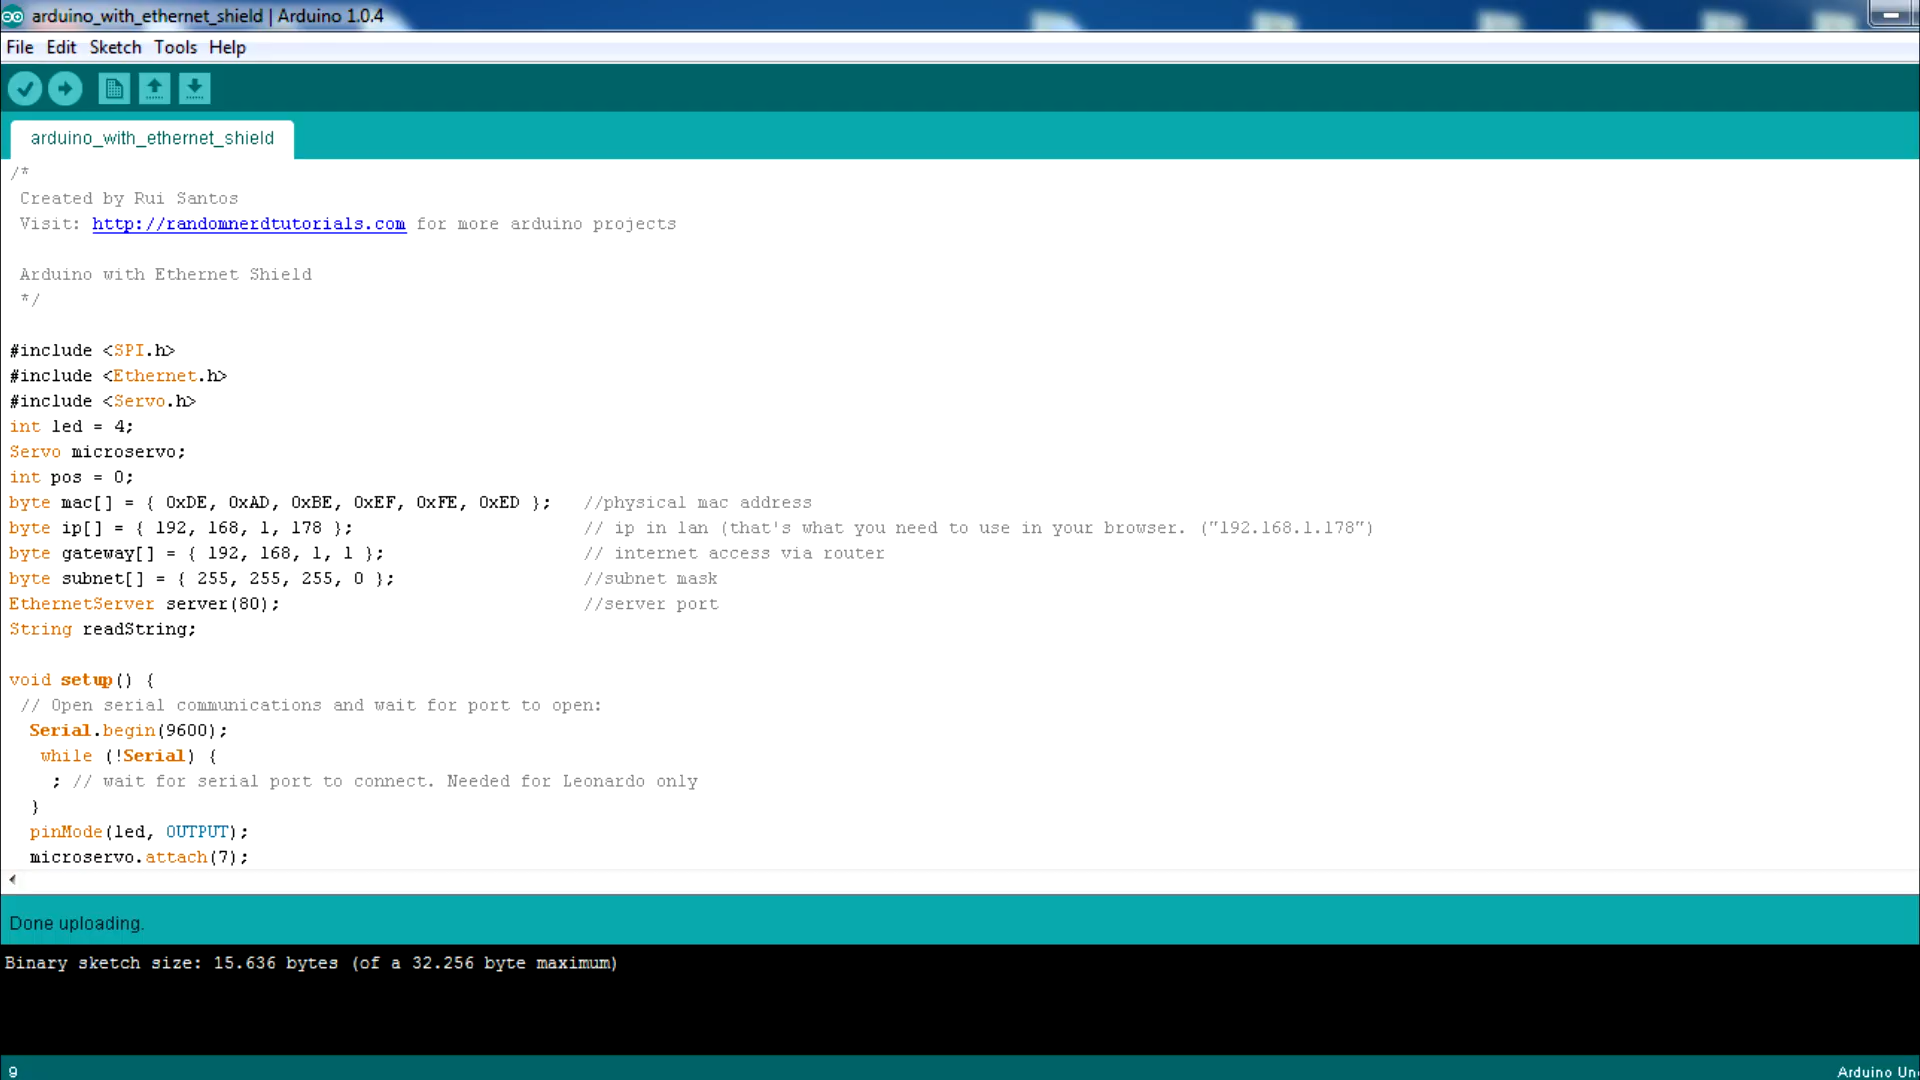 arduino_with_ethernet_shield | Arduino 1.0.4
File Edit Sketch Tools Help
arduino_with_ethernet_shield
/*
Created by Rui Santos
Visit: http://randomnerdtutorials.com for more arduino projects
Arduino with Ethernet Shield
*/
#include <SPI.h>
#include <Ethernet.h>
#include <Servo.h>
int led = 4;
Servo microservo;
int pos = 0;
byte mac[] = { 0xDE, 0xAD, 0xBE, 0xEF, 0xFE, 0xED };   //physical mac address
byte ip[] = { 192, 168, 1, 178 };                      // ip in lan (that's what you need to use in your browser. ("192.168.1.178")
byte gateway[] = { 192, 168, 1, 1 };                   // internet access via router
byte subnet[] = { 255, 255, 255, 0 };                  //subnet mask
EthernetServer server(80);                             //server port
String readString;
void setup() {
// Open serial communications and wait for port to open:
Serial.begin(9600);
while (!Serial) {
; // wait for serial port to connect. Needed for Leonardo only
}
pinMode(led, OUTPUT);
microservo.attach(7);
Done uploading.
Binary sketch size: 15.636 bytes (of a 32.256 byte maximum)
9
Arduino Un